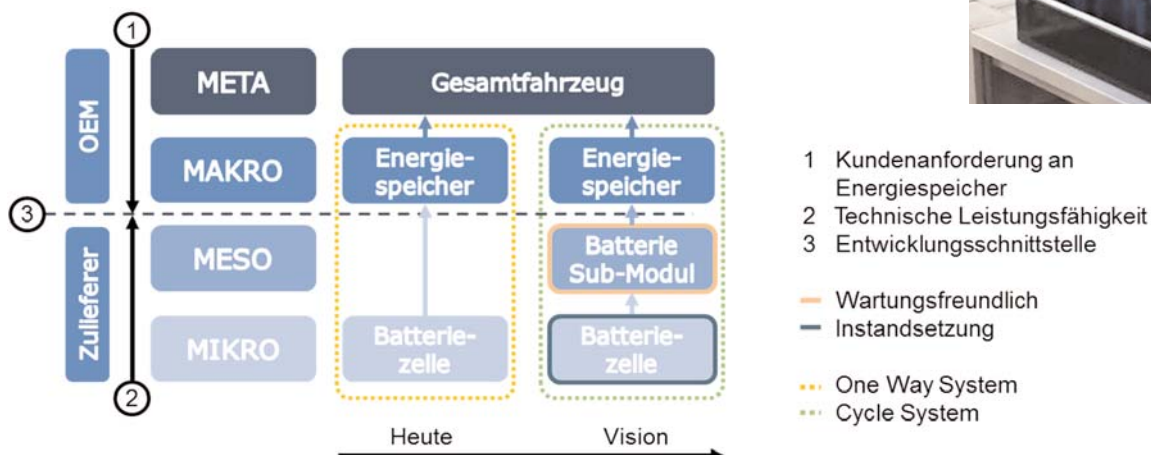 1
META
Gesamtfahrzeug
OEM
MAKRO
Energie-
speicher
Energie-
speicher
3
Zulieferer
MESO
Batterie
Sub-Modul
MIKRO
Batterie-
zelle
Batterie-
zelle
2
Heute
Vision
1 Kundenanforderung an
Energiespeicher
2 Technische Leistungsfähigkeit
3 Entwicklungsschnittstelle
Wartungsfreundlich
Instandsetzung
One Way System
Cycle System